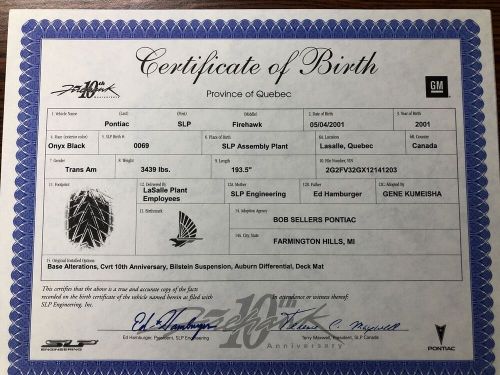 Certificate of Birth
10th
Firehawk
Province of Quebec
GM
1. Vehicle Name (Last) (First) (Middle) 2. Date of Birth 3. Year of Birth
Pontiac SLP Firehawk 05/04/2001 2001
4. Race (exterior color) 5. SLP Birth #: 6. Place of Birth 6A. Location 6B. Country
Onyx Black 0069 SLP Assembly Plant Lasalle, Quebec Canada
7. Gender 8. Weight 9. Length 10. File Number/VIN
Trans Am 3439 lbs. 193.5" 2G2FV32GX12141203
11. Footprint 12. Delivered By 12A. Mother 12B. Father 12C. Adopted By
LaSalle Plant Employees SLP Engineering Ed Hamburger GENE KUMEISHA
13. Birthmark 14. Adoption Agency
BOB SELLERS PONTIAC
14A. City, State
FARMINGTON HILLS, MI
15. Original Installed Options:
Base Alterations, Cvrt 10th Anniversary, Bilstein Suspension, Auburn Differential, Deck Mat
This certifies that the above is a true and accurate copy of the facts
recorded on the birth certificate of the vehicle named herein as filed with
SLP Engineering, Inc.
In attendance or witness thereof:
10th
Firehawk
Anniversary
Ed Hamburger Terrence C. Maxwell
Ed Hamburger, President, SLP Engineering Terry Maxwell, President, SLP Canada
SLP
ENGINEERING
PONTIAC